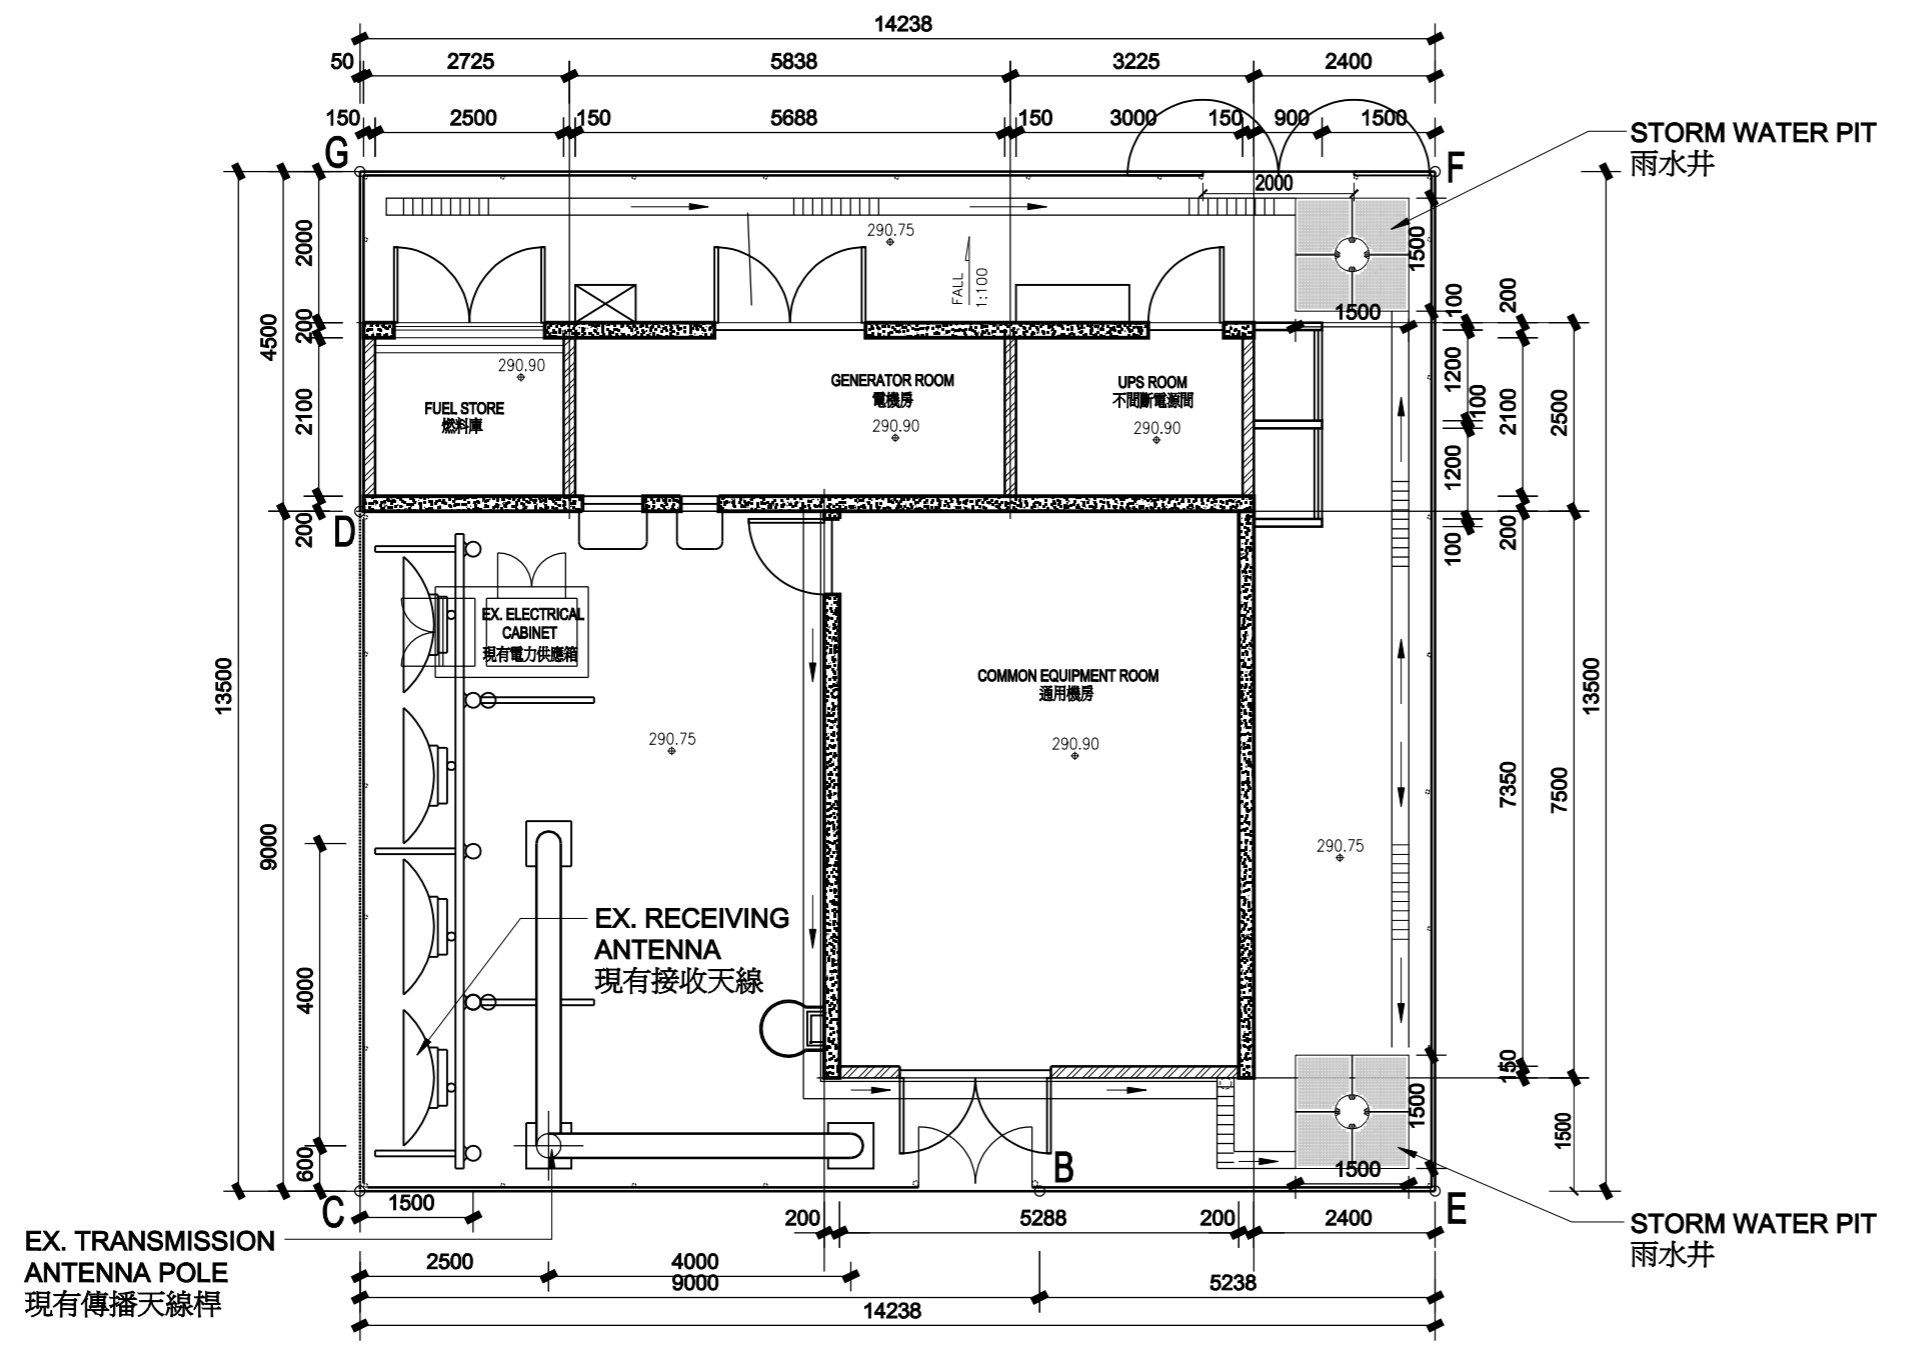 14238
50 2725 5838 3225 2400
150 2500 150 5688 150 3000 150 900 1500
G
F
STORM WATER PIT
雨水井
2000
290.75
FALL
1:100
1500
1500
2000
200
4500
2100
200
13500
9000
4000
600
290.90
FUEL STORE
燃料庫
GENERATOR ROOM
電機房
290.90
UPS ROOM
不間斷電源間
290.90
100
1200
100
1200
100
200
2100
200
2500
7350
7500
13500
150
1500
D
EX. ELECTRICAL
CABINET
現有電力供應箱
COMMON EQUIPMENT ROOM
通用機房
290.75
290.90
290.75
EX. RECEIVING
ANTENNA
現有接收天線
1500
1500
B
C
E
1500
200 5288 200 2400
STORM WATER PIT
雨水井
EX. TRANSMISSION
ANTENNA POLE
現有傳播天線桿
2500 4000
9000 5238
14238